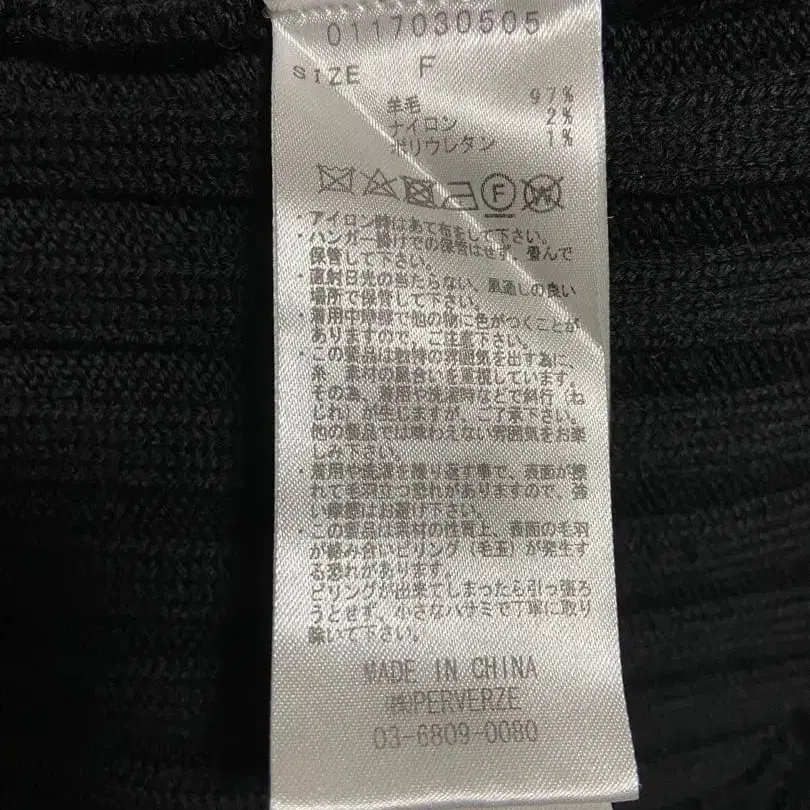 0117030505
SIZE F
羊毛 97%
ナイロン 2%
ポリウレタン 1%
F W
・アイロン時はあて布をして下さい。
・ハンガー掛けでの保管はせず、畳んで
保管して下さい。
・直射日光の当たらない、風通しの良い
場所で保管して下さい。
・着用中摩擦で他の物に色がつくことが
ありますので、ご注意下さい。
・この製品は独特の雰囲気を出す為に、
糸、素材の風合いを重視しています。
その為、着用や洗濯時などで斜行(ね
じれ)が生じますが、ご了承下さい。
他の製品では味わえない雰囲気をお楽
しみ下さい。
・着用や洗濯を繰り返す事で、表面が擦
れて毛羽立つ恐れがありますので、強
い摩擦はお避け下さい。
・この製品は素材の性質上、表面の毛羽
が絡み合いピリング(毛玉)が発生す
る恐れがあります。
ピリングが出来てしまったら引っ張ろ
うとせず、小さなハサミで丁寧に取り
除いて下さい。
MADE IN CHINA
㈱PERVERZE
03-6809-0080